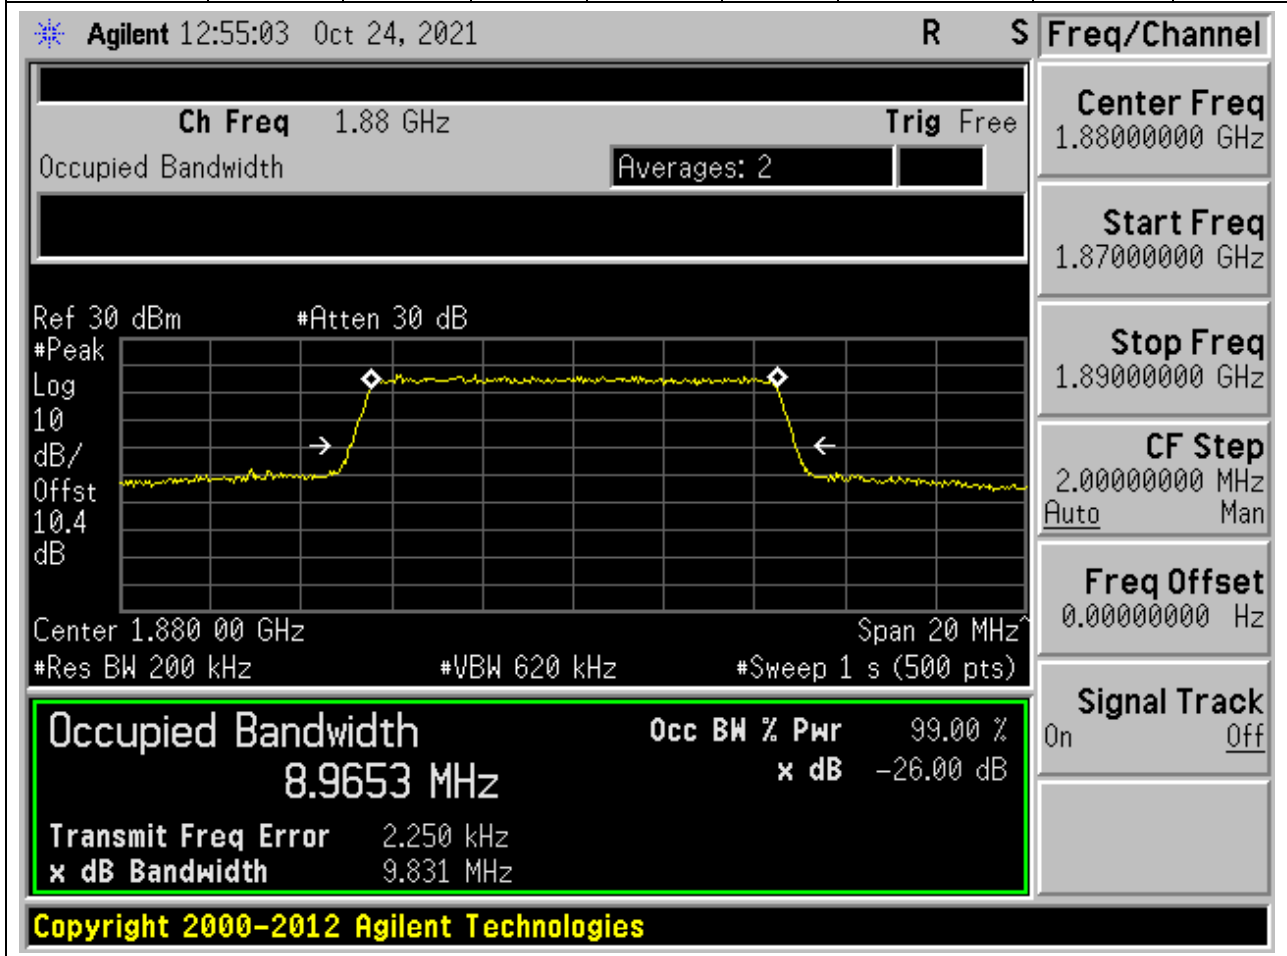 Agilent 12:55:03 Oct 24, 2021 R S
Ch Freq 1.88 GHz Trig Free
Occupied Bandwidth Averages: 2
Ref 30 dBm #Atten 30 dB
#Peak
Log
10
dB/
Offst
10.4
dB
Center 1.880 00 GHz Span 20 MHz^
#Res BW 200 kHz #VBW 620 kHz #Sweep 1 s (500 pts)
Occupied Bandwidth Occ BW % Pwr 99.00 %
8.9653 MHz x dB -26.00 dB
Transmit Freq Error 2.250 kHz
x dB Bandwidth 9.831 MHz
Copyright 2000-2012 Agilent Technologies
Freq/Channel
Center Freq
1.88000000 GHz
Start Freq
1.87000000 GHz
Stop Freq
1.89000000 GHz
CF Step
2.00000000 MHz
Auto Man
Freq Offset
0.00000000 Hz
Signal Track
On Off